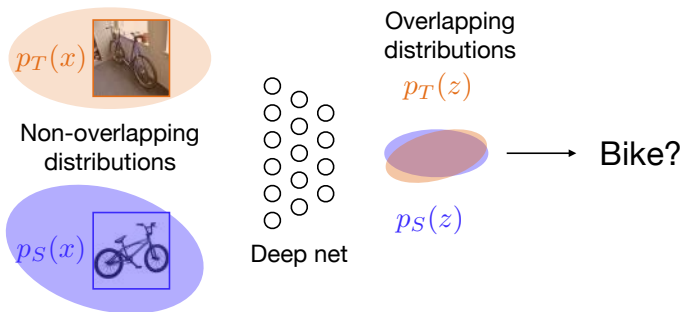 p_T(x)
Non-overlapping
distributions
p_S(x)
Deep net
Overlapping
distributions
p_T(z)
p_S(z)
Bike?